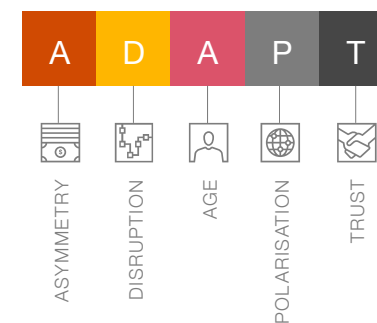 A D A P T
ASYMMETRY
DISRUPTION
AGE
POLARISATION
TRUST